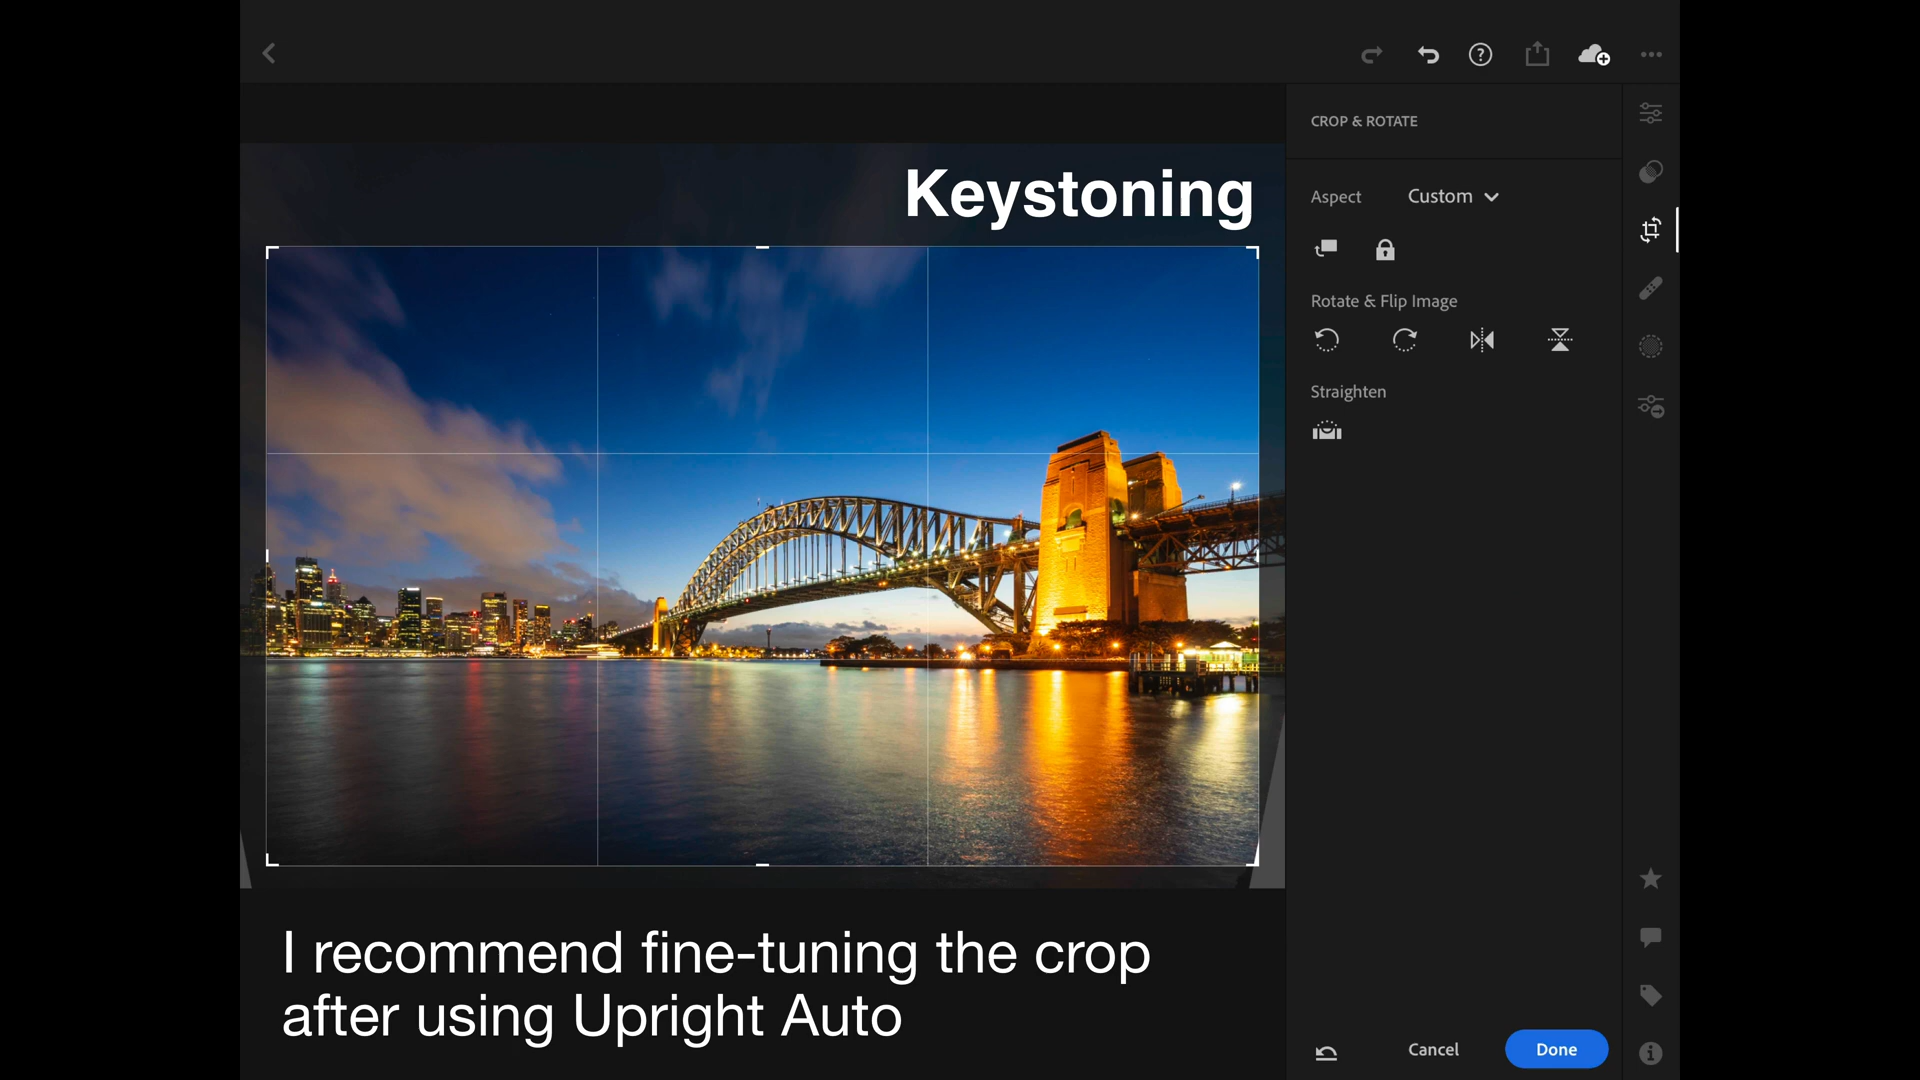 Keystoning
CROP & ROTATE
Aspect Custom
Rotate & Flip Image
Straighten
I recommend fine-tuning the crop
after using Upright Auto
Cancel Done